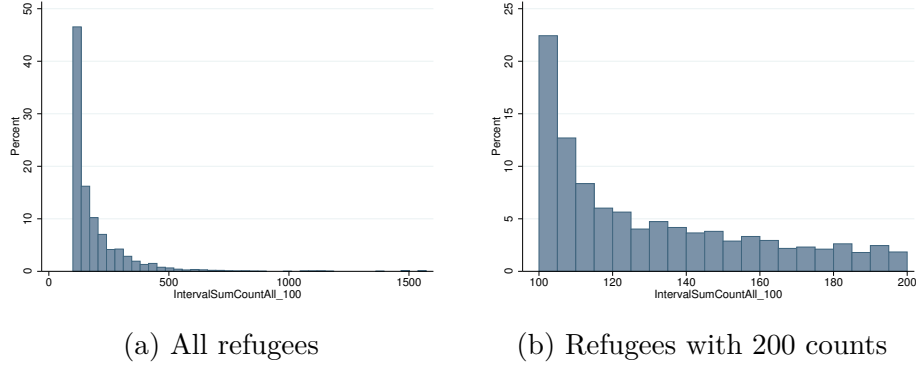 50
40
30
20
10
0
Percent
0 500 1000 1500
IntervalSumCountAll_100
(a) All refugees
25
20
15
10
5
0
Percent
100 120 140 160 180 200
IntervalSumCountAll_100
(b) Refugees with 200 counts